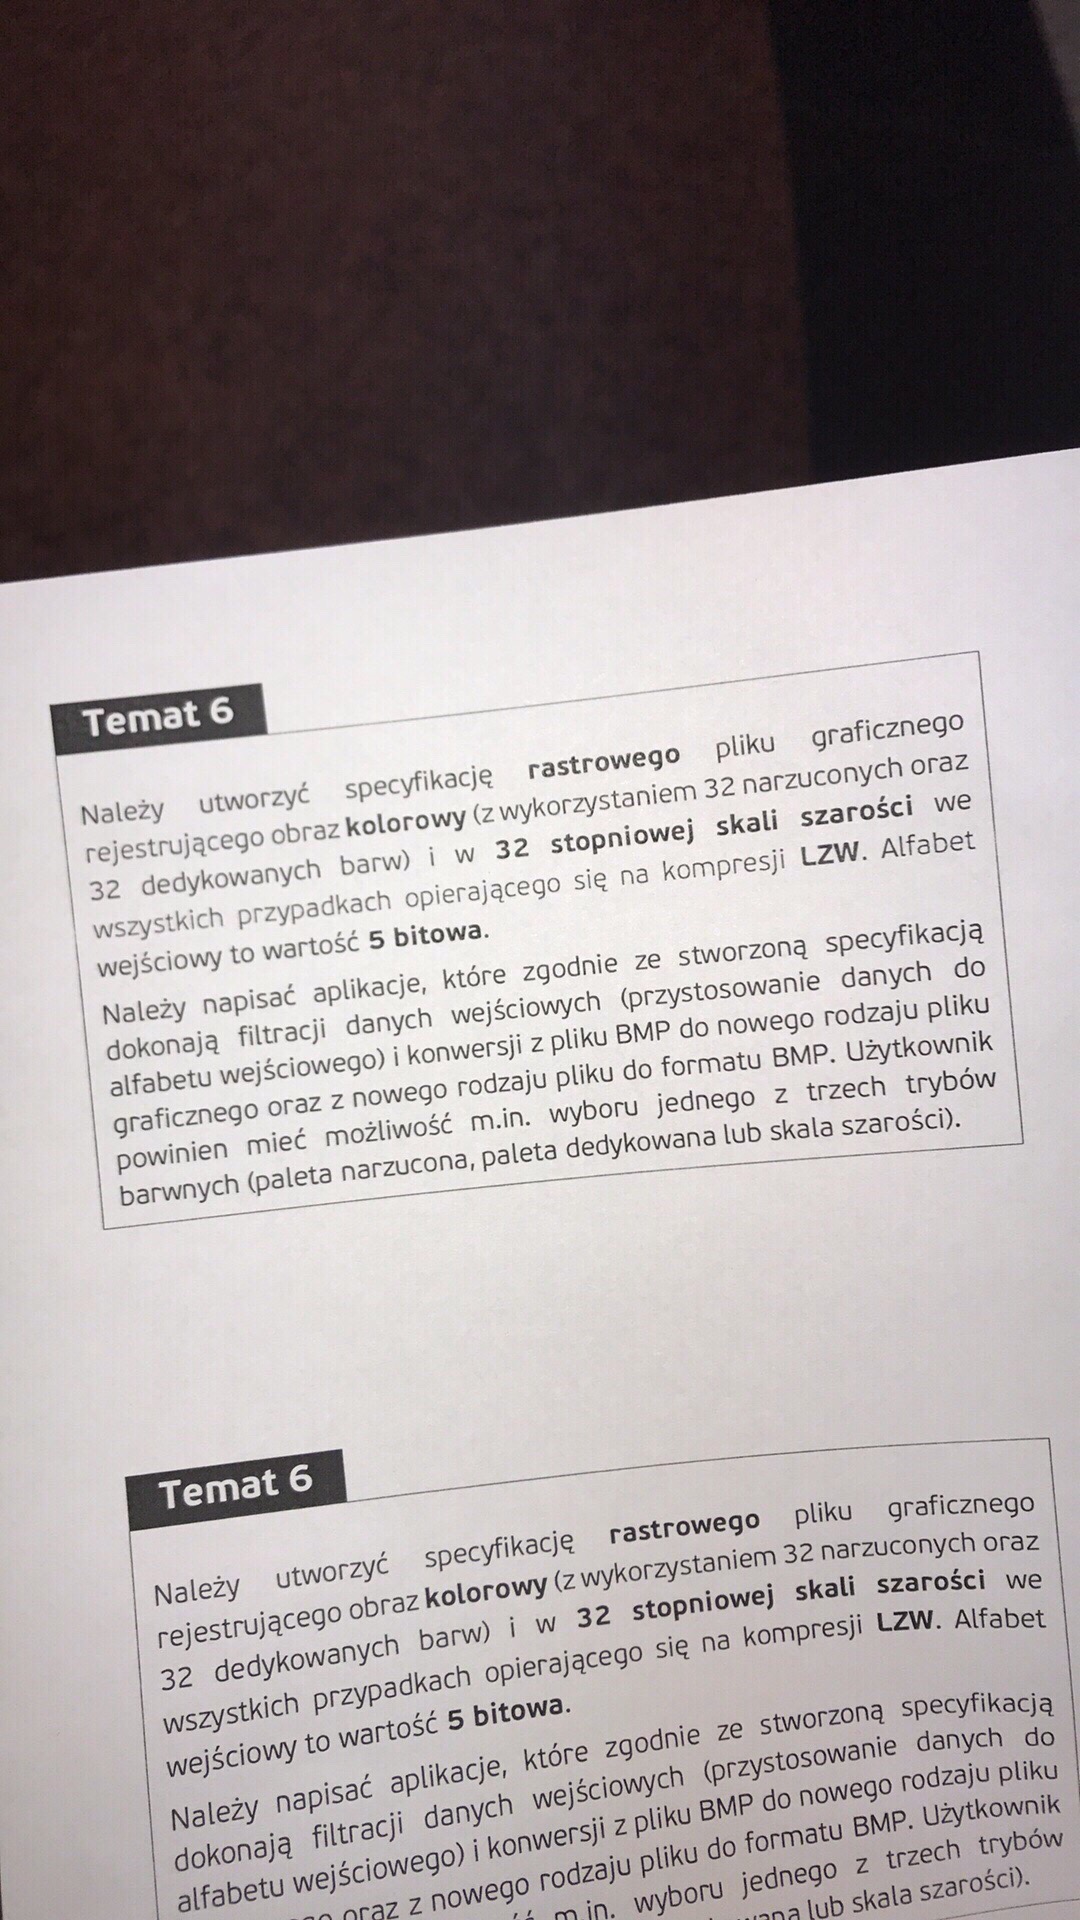 Temat 6
Należy utworzyć specyfikację rastrowego pliku graficznego
rejestrującego obraz kolorowy (z wykorzystaniem 32 narzuconych oraz
32 dedykowanych barw) i w 32 stopniowej skali szarości we
wszystkich przypadkach opierającego się na kompresji LZW. Alfabet
wejściowy to wartość 5 bitowa.
Należy napisać aplikacje, które zgodnie ze stworzoną specyfikacją
dokonają filtracji danych wejściowych (przystosowanie danych do
alfabetu wejściowego) i konwersji z pliku BMP do nowego rodzaju pliku
graficznego oraz z nowego rodzaju pliku do formatu BMP. Użytkownik
powinien mieć możliwość m.in. wyboru jednego z trzech trybów
barwnych (paleta narzucona, paleta dedykowana lub skala szarości).
Temat 6
Należy utworzyć specyfikację rastrowego pliku graficznego
rejestrującego obraz kolorowy (z wykorzystaniem 32 narzuconych oraz
32 dedykowanych barw) i w 32 stopniowej skali szarości we
wszystkich przypadkach opierającego się na kompresji LZW. Alfabet
wejściowy to wartość 5 bitowa.
Należy napisać aplikacje, które zgodnie ze stworzoną specyfikacją
dokonają filtracji danych wejściowych (przystosowanie danych do
alfabetu wejściowego) i konwersji z pliku BMP do nowego rodzaju pliku
oraz z nowego rodzaju pliku do formatu BMP. Użytkownik
m.in. wyboru jednego z trzech trybów
lub skala szarości).